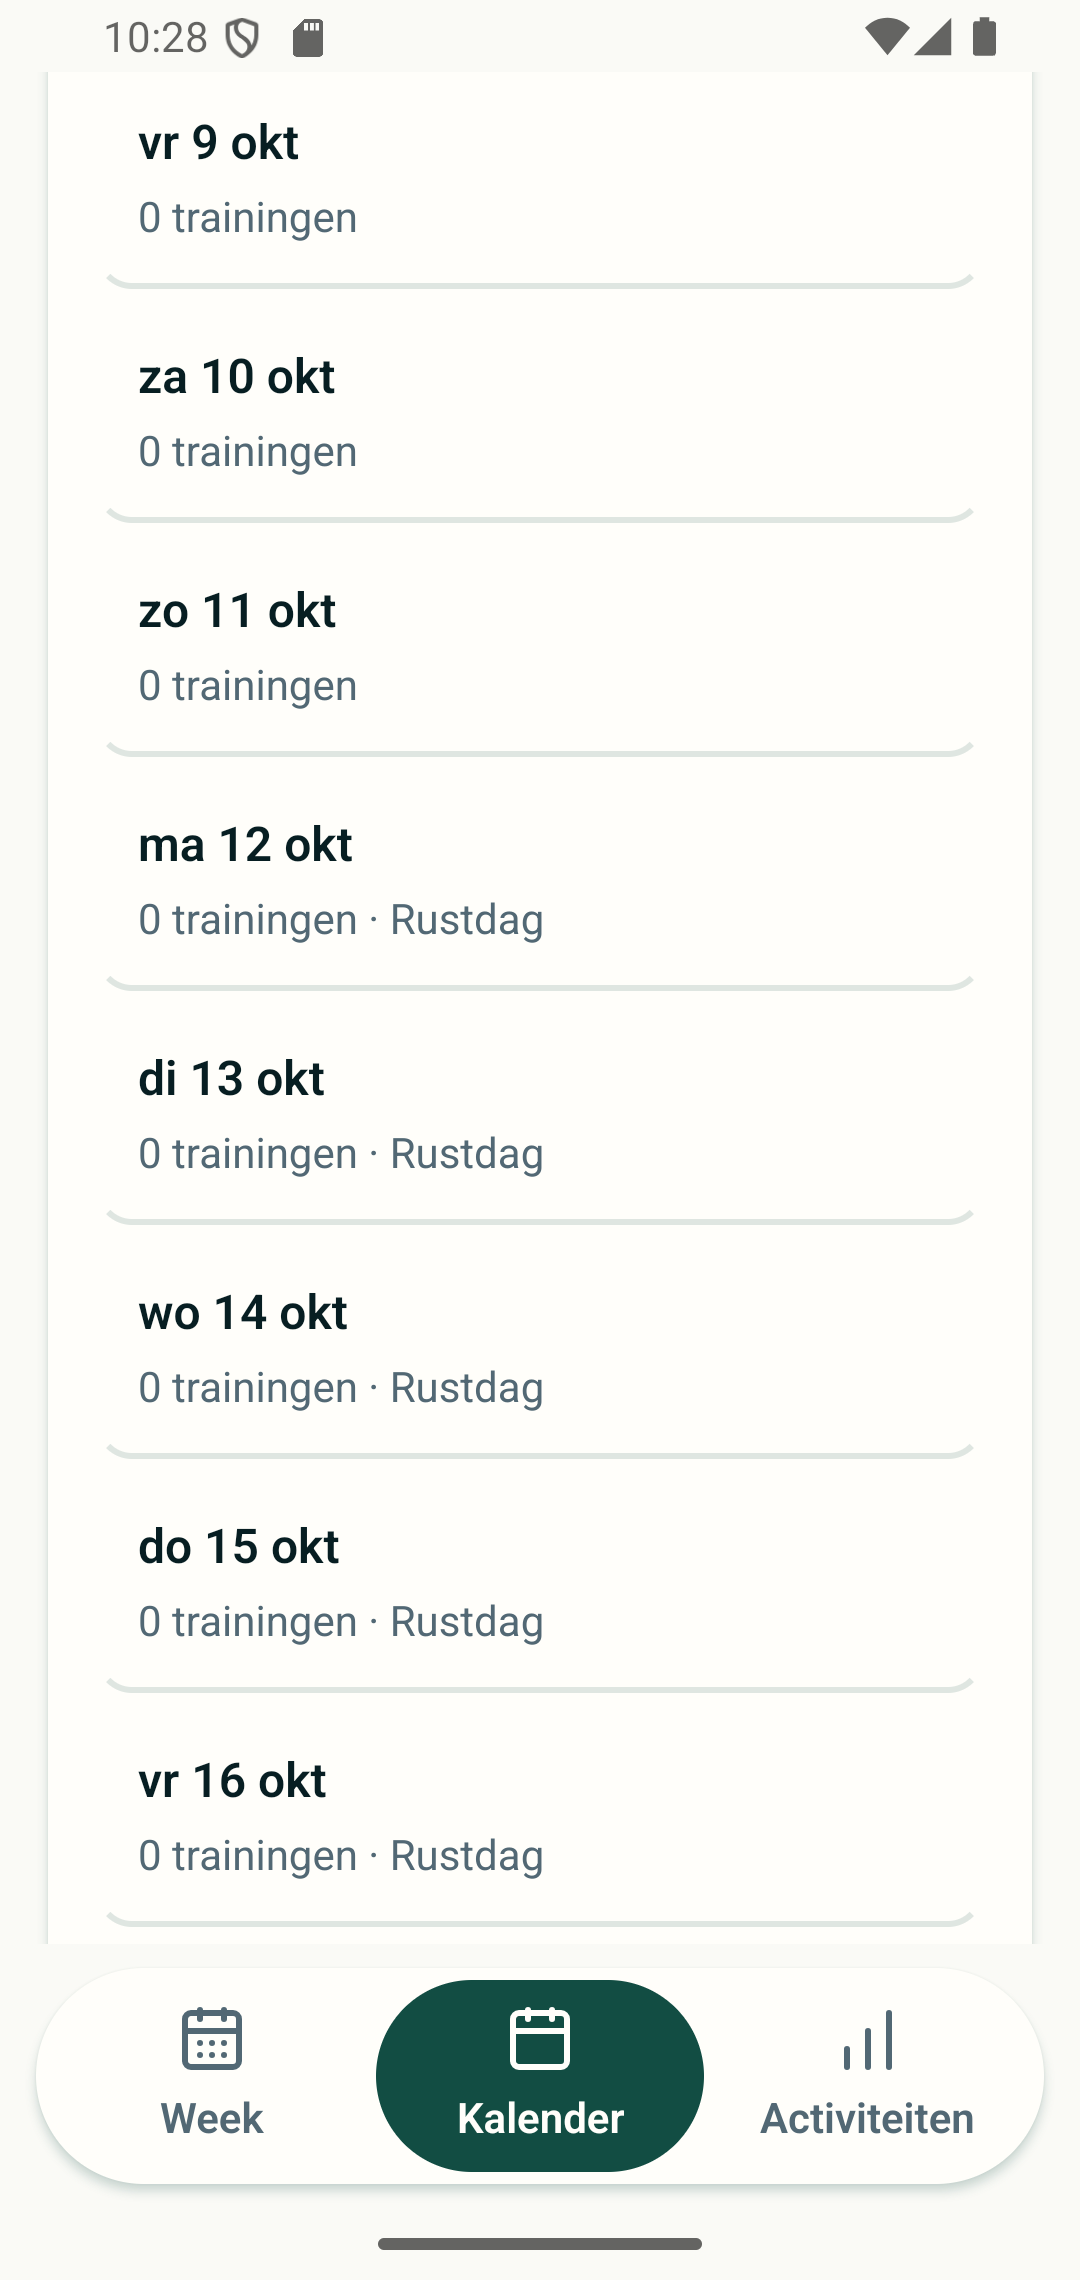 10:28
vr 9 okt
0 trainingen
za 10 okt
0 trainingen
zo 11 okt
0 trainingen
ma 12 okt
0 trainingen · Rustdag
di 13 okt
0 trainingen · Rustdag
wo 14 okt
0 trainingen · Rustdag
do 15 okt
0 trainingen · Rustdag
vr 16 okt
0 trainingen · Rustdag
Week
Kalender
Activiteiten